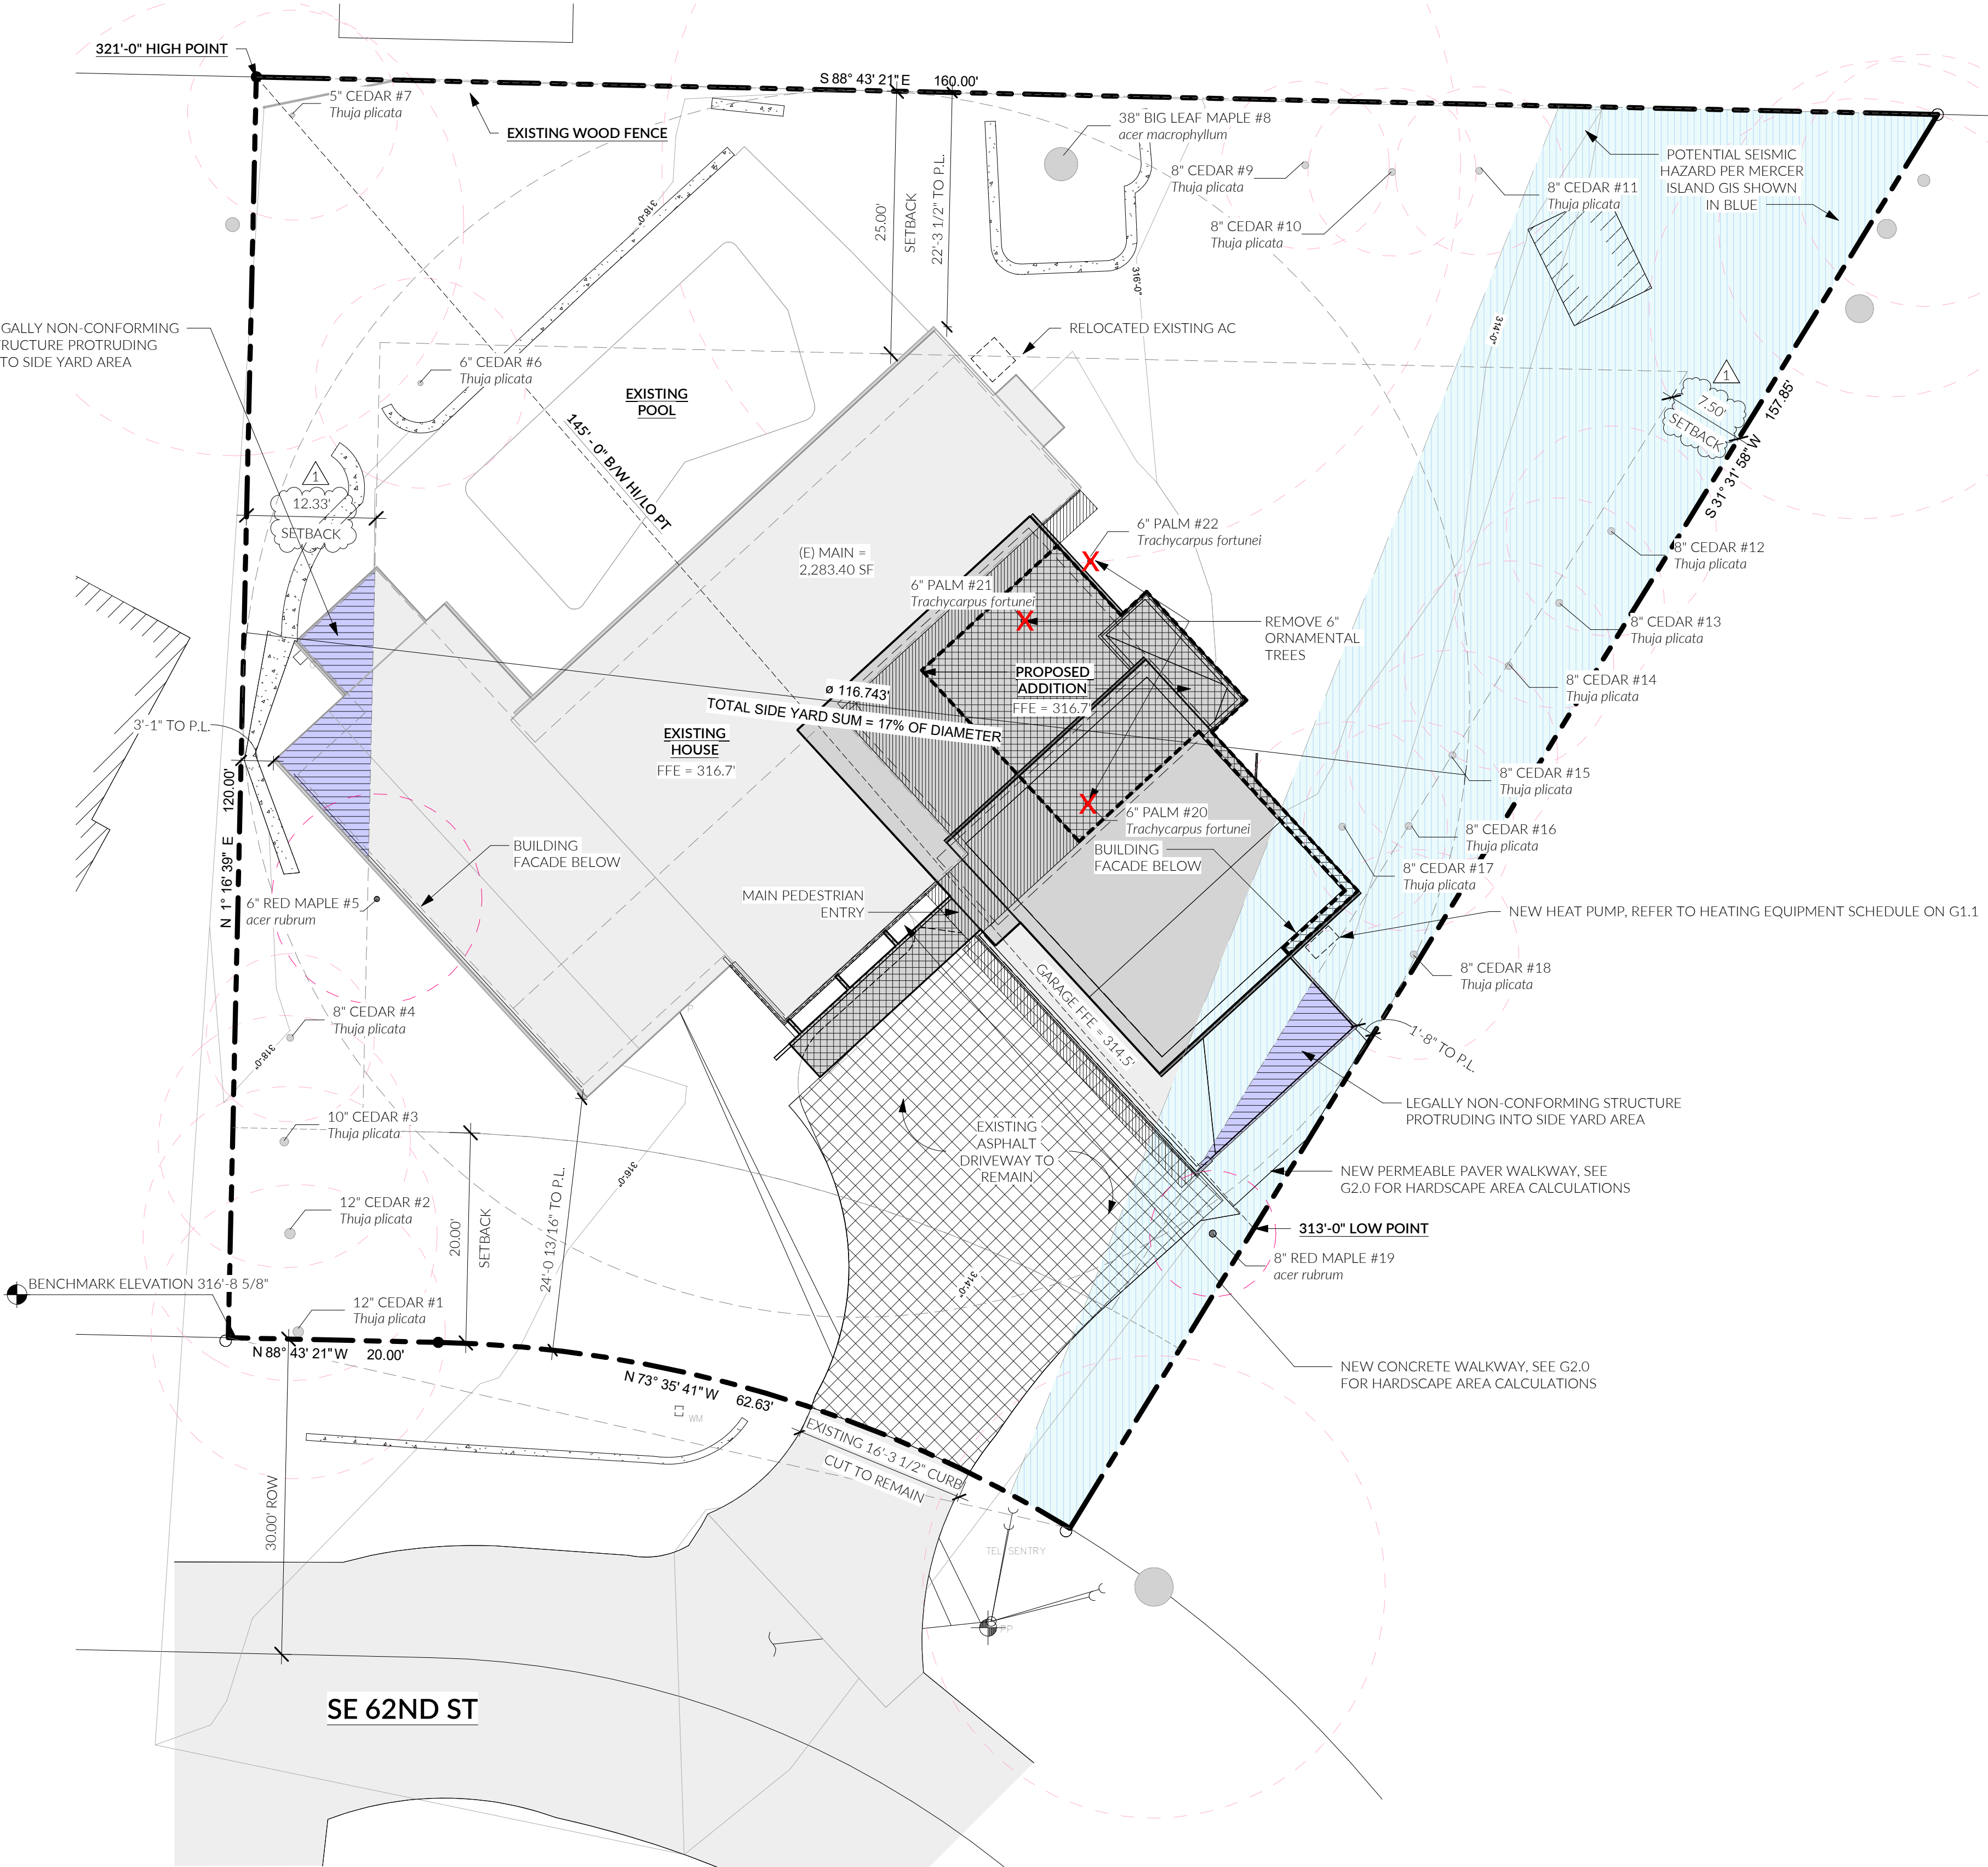 321'-0" HIGH POINT
S 88° 43' 21" E 160.00'
5" CEDAR #7
Thuja plicata
EXISTING WOOD FENCE
38" BIG LEAF MAPLE #8
acer macrophyllum
8" CEDAR #9
Thuja plicata
8" CEDAR #10
Thuja plicata
8" CEDAR #11
Thuja plicata
POTENTIAL SEISMIC
HAZARD PER MERCER
ISLAND GIS SHOWN
IN BLUE
318'-0"
25.00'
SETBACK
22'-3 1/2" TO P.L.
316'-0"
314'-0"
GALLY NON-CONFORMING
RUCTURE PROTRUDING
TO SIDE YARD AREA
RELOCATED EXISTING AC
6" CEDAR #6
Thuja plicata
EXISTING
POOL
145' - 0" B/W HI/LO PT
1
7.50'
SETBACK
157.85'
S 31° 31' 58" W
1
12.33'
SETBACK
(E) MAIN =
2,283.40 SF
6" PALM #22
Trachycarpus fortunei
6" PALM #21
Trachycarpus fortunei
X
X
REMOVE 6"
ORNAMENTAL
TREES
8" CEDAR #12
Thuja plicata
8" CEDAR #13
Thuja plicata
8" CEDAR #14
Thuja plicata
PROPOSED
ADDITION
FFE = 316.7'
ø 116.743'
TOTAL SIDE YARD SUM = 17% OF DIAMETER
3'-1" TO P.L.
EXISTING
HOUSE
FFE = 316.7'
8" CEDAR #15
Thuja plicata
X
6" PALM #20
Trachycarpus fortunei
BUILDING
FACADE BELOW
8" CEDAR #16
Thuja plicata
8" CEDAR #17
Thuja plicata
BUILDING
FACADE BELOW
N 1° 16' 39" E 120.00'
6" RED MAPLE #5
acer rubrum
MAIN PEDESTRIAN
ENTRY
NEW HEAT PUMP, REFER TO HEATING EQUIPMENT SCHEDULE ON G1.1
8" CEDAR #18
Thuja plicata
GARAGE FFE = 314.5'
P
8" CEDAR #4
Thuja plicata
318'-0"
1'-8" TO P.L.
LEGALLY NON-CONFORMING STRUCTURE
PROTRUDING INTO SIDE YARD AREA
10" CEDAR #3
Thuja plicata
EXISTING
ASPHALT
DRIVEWAY TO
REMAIN
316'-0"
NEW PERMEABLE PAVER WALKWAY, SEE
G2.0 FOR HARDSCAPE AREA CALCULATIONS
12" CEDAR #2
Thuja plicata
20.00'
SETBACK
24'-0 13/16" TO P.L.
313'-0" LOW POINT
8" RED MAPLE #19
acer rubrum
314'-0"
BENCHMARK ELEVATION 316'-8 5/8"
12" CEDAR #1
Thuja plicata
N 88° 43' 21" W 20.00'
N 73° 35' 41" W 62.63'
WM
NEW CONCRETE WALKWAY, SEE G2.0
FOR HARDSCAPE AREA CALCULATIONS
EXISTING 16'-3 1/2" CURB
CUT TO REMAIN
30.00' ROW
TEL SENTRY
PP
SE 62ND ST